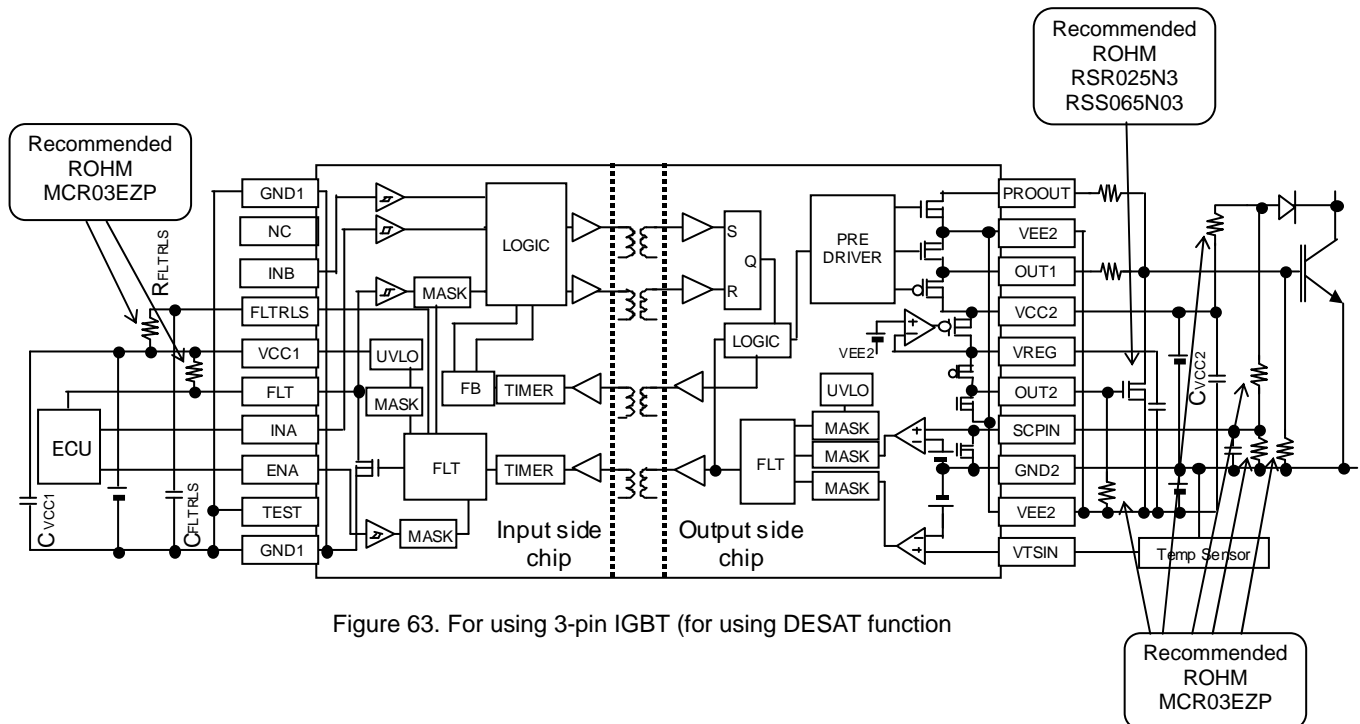 Recommended
ROHM
RSR025N3
RSS065N03
Recommended
ROHM
MCR03EZP
GND1
NC
INB
FLTRLS
VCC1
FLT
INA
ENA
TEST
GND1
RFLTRLS
ECU
CVCC1
CFLTRLS
LOGIC
MASK
UVLO
MASK
FB
TIMER
FLT
TIMER
MASK
Input side
chip
Output side
chip
S
Q
R
PRE
DRIVER
LOGIC
VEE2
UVLO
MASK
MASK
MASK
FLT
+
−
+
−
+
−
PROOUT
VEE2
OUT1
VCC2
VREG
OUT2
SCPIN
GND2
VEE2
VTSIN
CVCC2
Temp Sensor
Figure 63. For using 3-pin IGBT (for using DESAT function
Recommended
ROHM
MCR03EZP